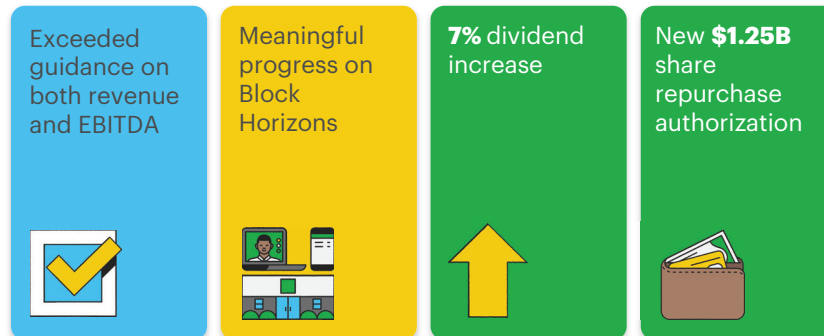 Exceeded
guidance on
both revenue
and EBITDA
Meaningful
progress on
Block
Horizons
7% dividend
increase
New $1.25B
share
repurchase
authorization